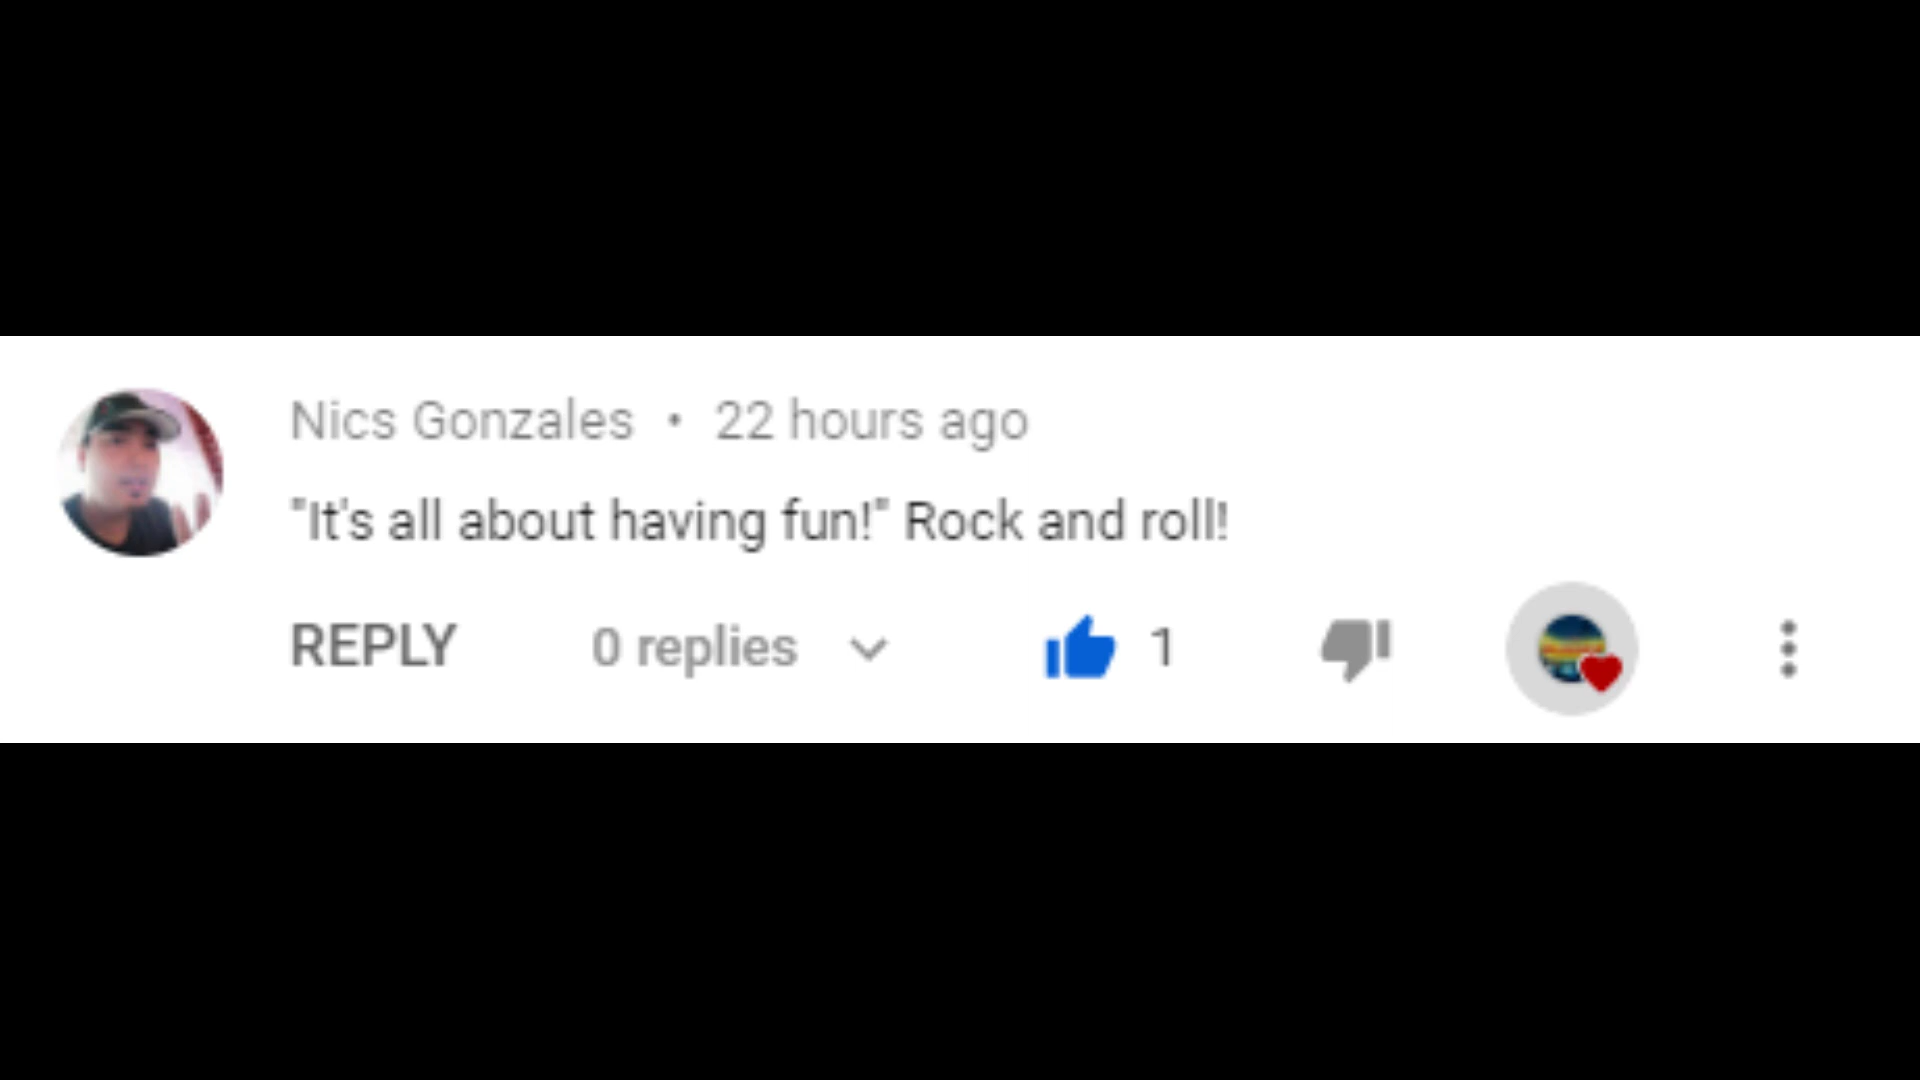 Nics Gonzales • 22 hours ago
"It's all about having fun!" Rock and roll!
REPLY 0 replies 1